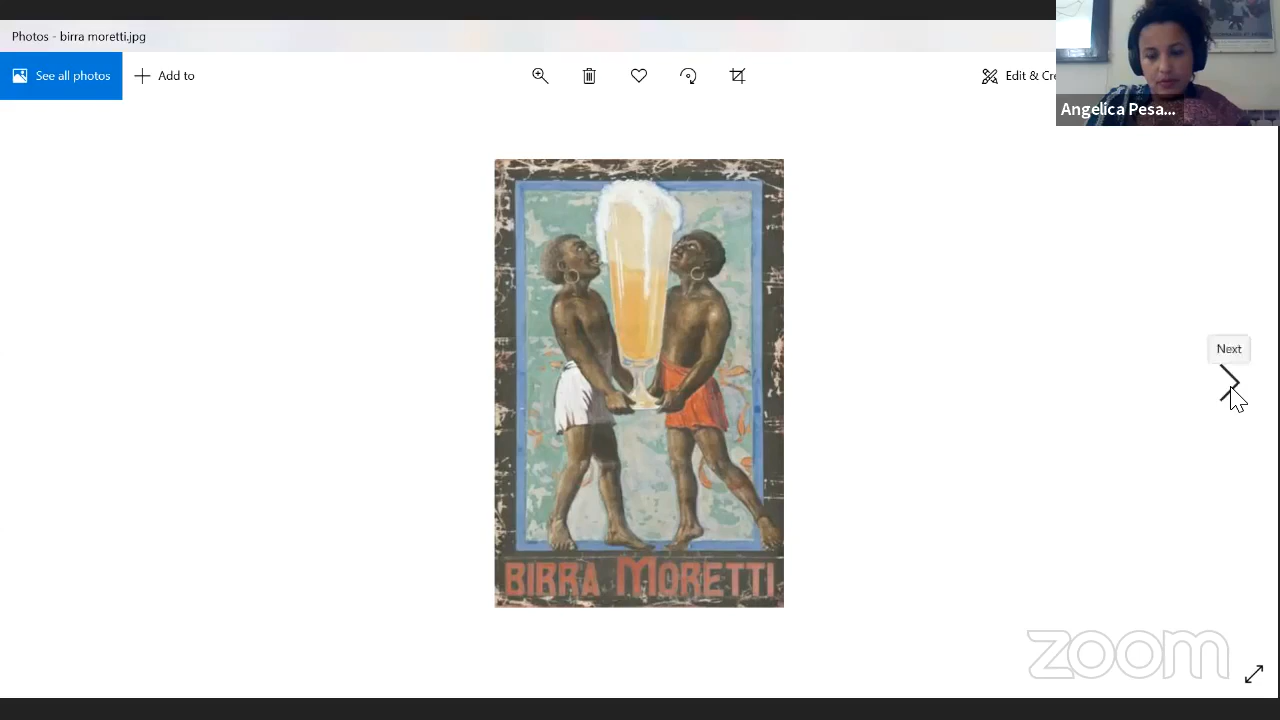 Photos - birra moretti.jpg
See all photos
Add to
Edit & Cre
Angelica Pesa...
Next
BIRRA MORETTI
zoom